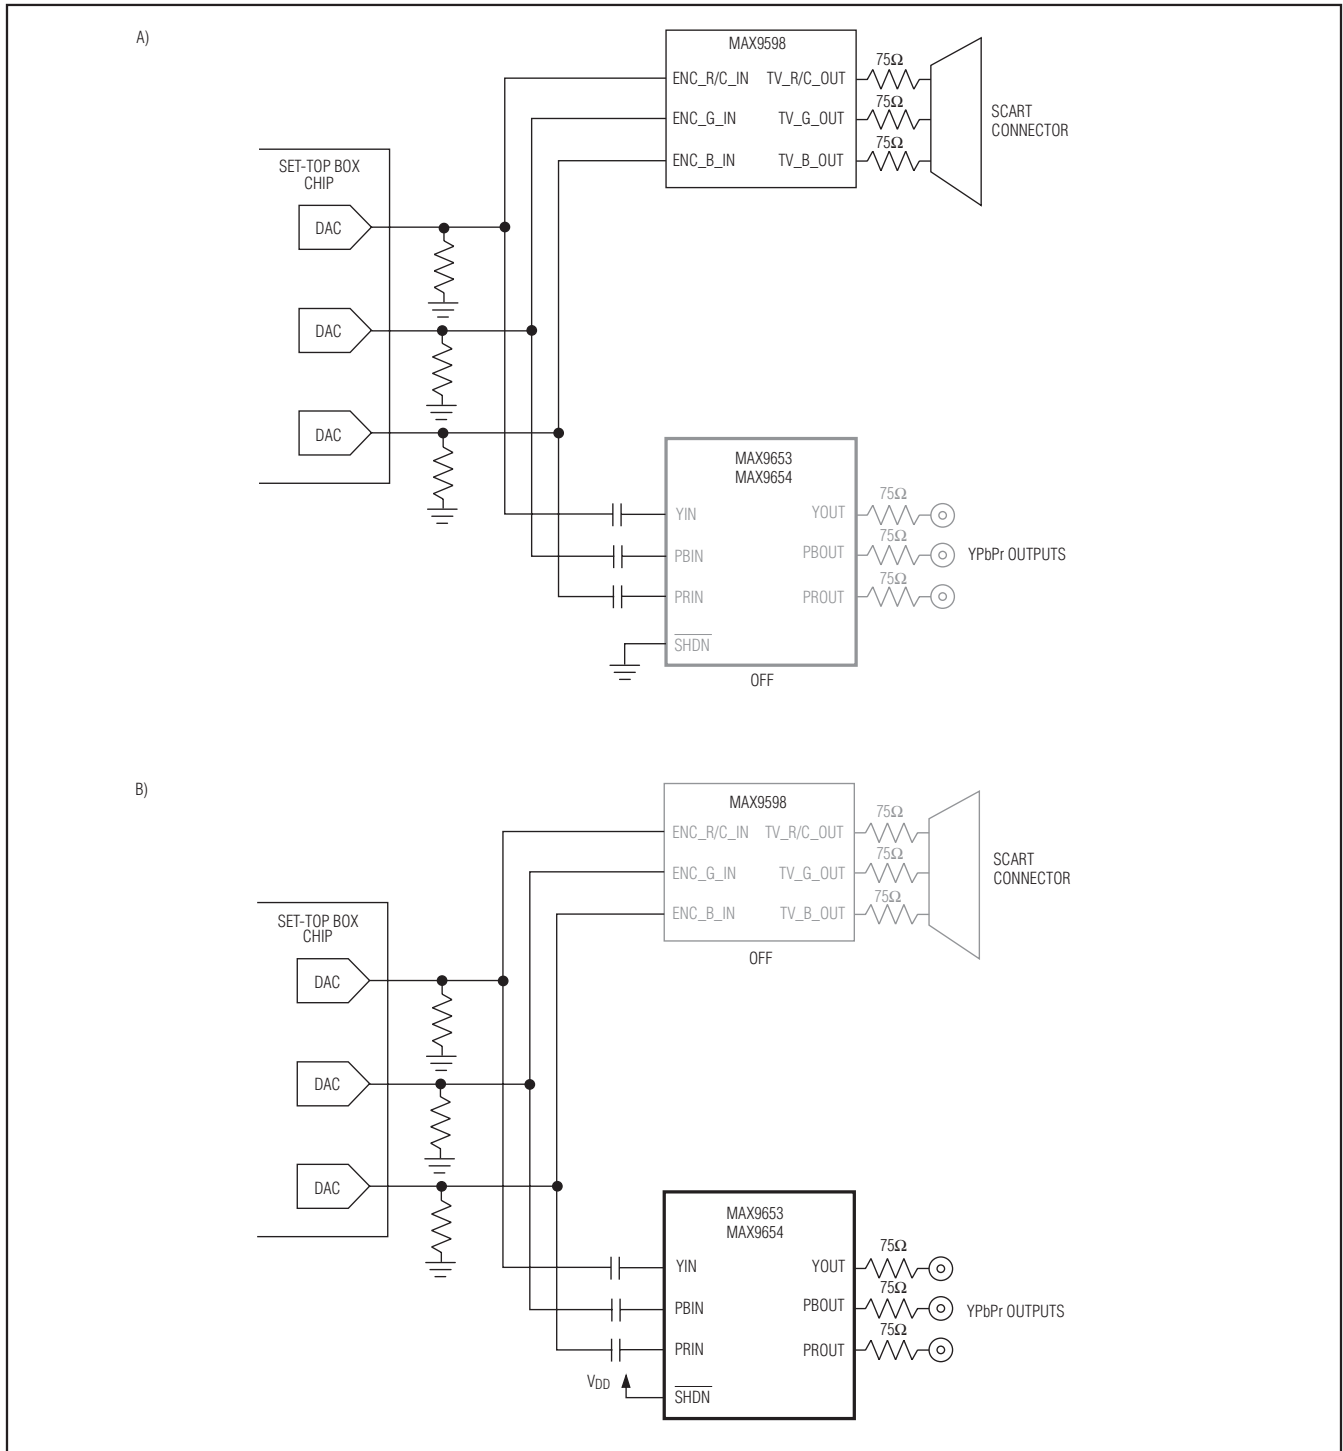 A)
MAX9598
ENC_R/C_IN TV_R/C_OUT 75Ω
ENC_G_IN TV_G_OUT 75Ω
ENC_B_IN TV_B_OUT 75Ω
SCART
CONNECTOR
SET-TOP BOX
CHIP
DAC
DAC
DAC
MAX9653
MAX9654
YIN YOUT 75Ω
PBIN PBOUT 75Ω
PRIN PROUT 75Ω
YPbPr OUTPUTS
SHDN
OFF
B)
MAX9598
ENC_R/C_IN TV_R/C_OUT 75Ω
ENC_G_IN TV_G_OUT 75Ω
ENC_B_IN TV_B_OUT 75Ω
SCART
CONNECTOR
OFF
SET-TOP BOX
CHIP
DAC
DAC
DAC
MAX9653
MAX9654
YIN YOUT 75Ω
PBIN PBOUT 75Ω
PRIN PROUT 75Ω
YPbPr OUTPUTS
VDD
SHDN